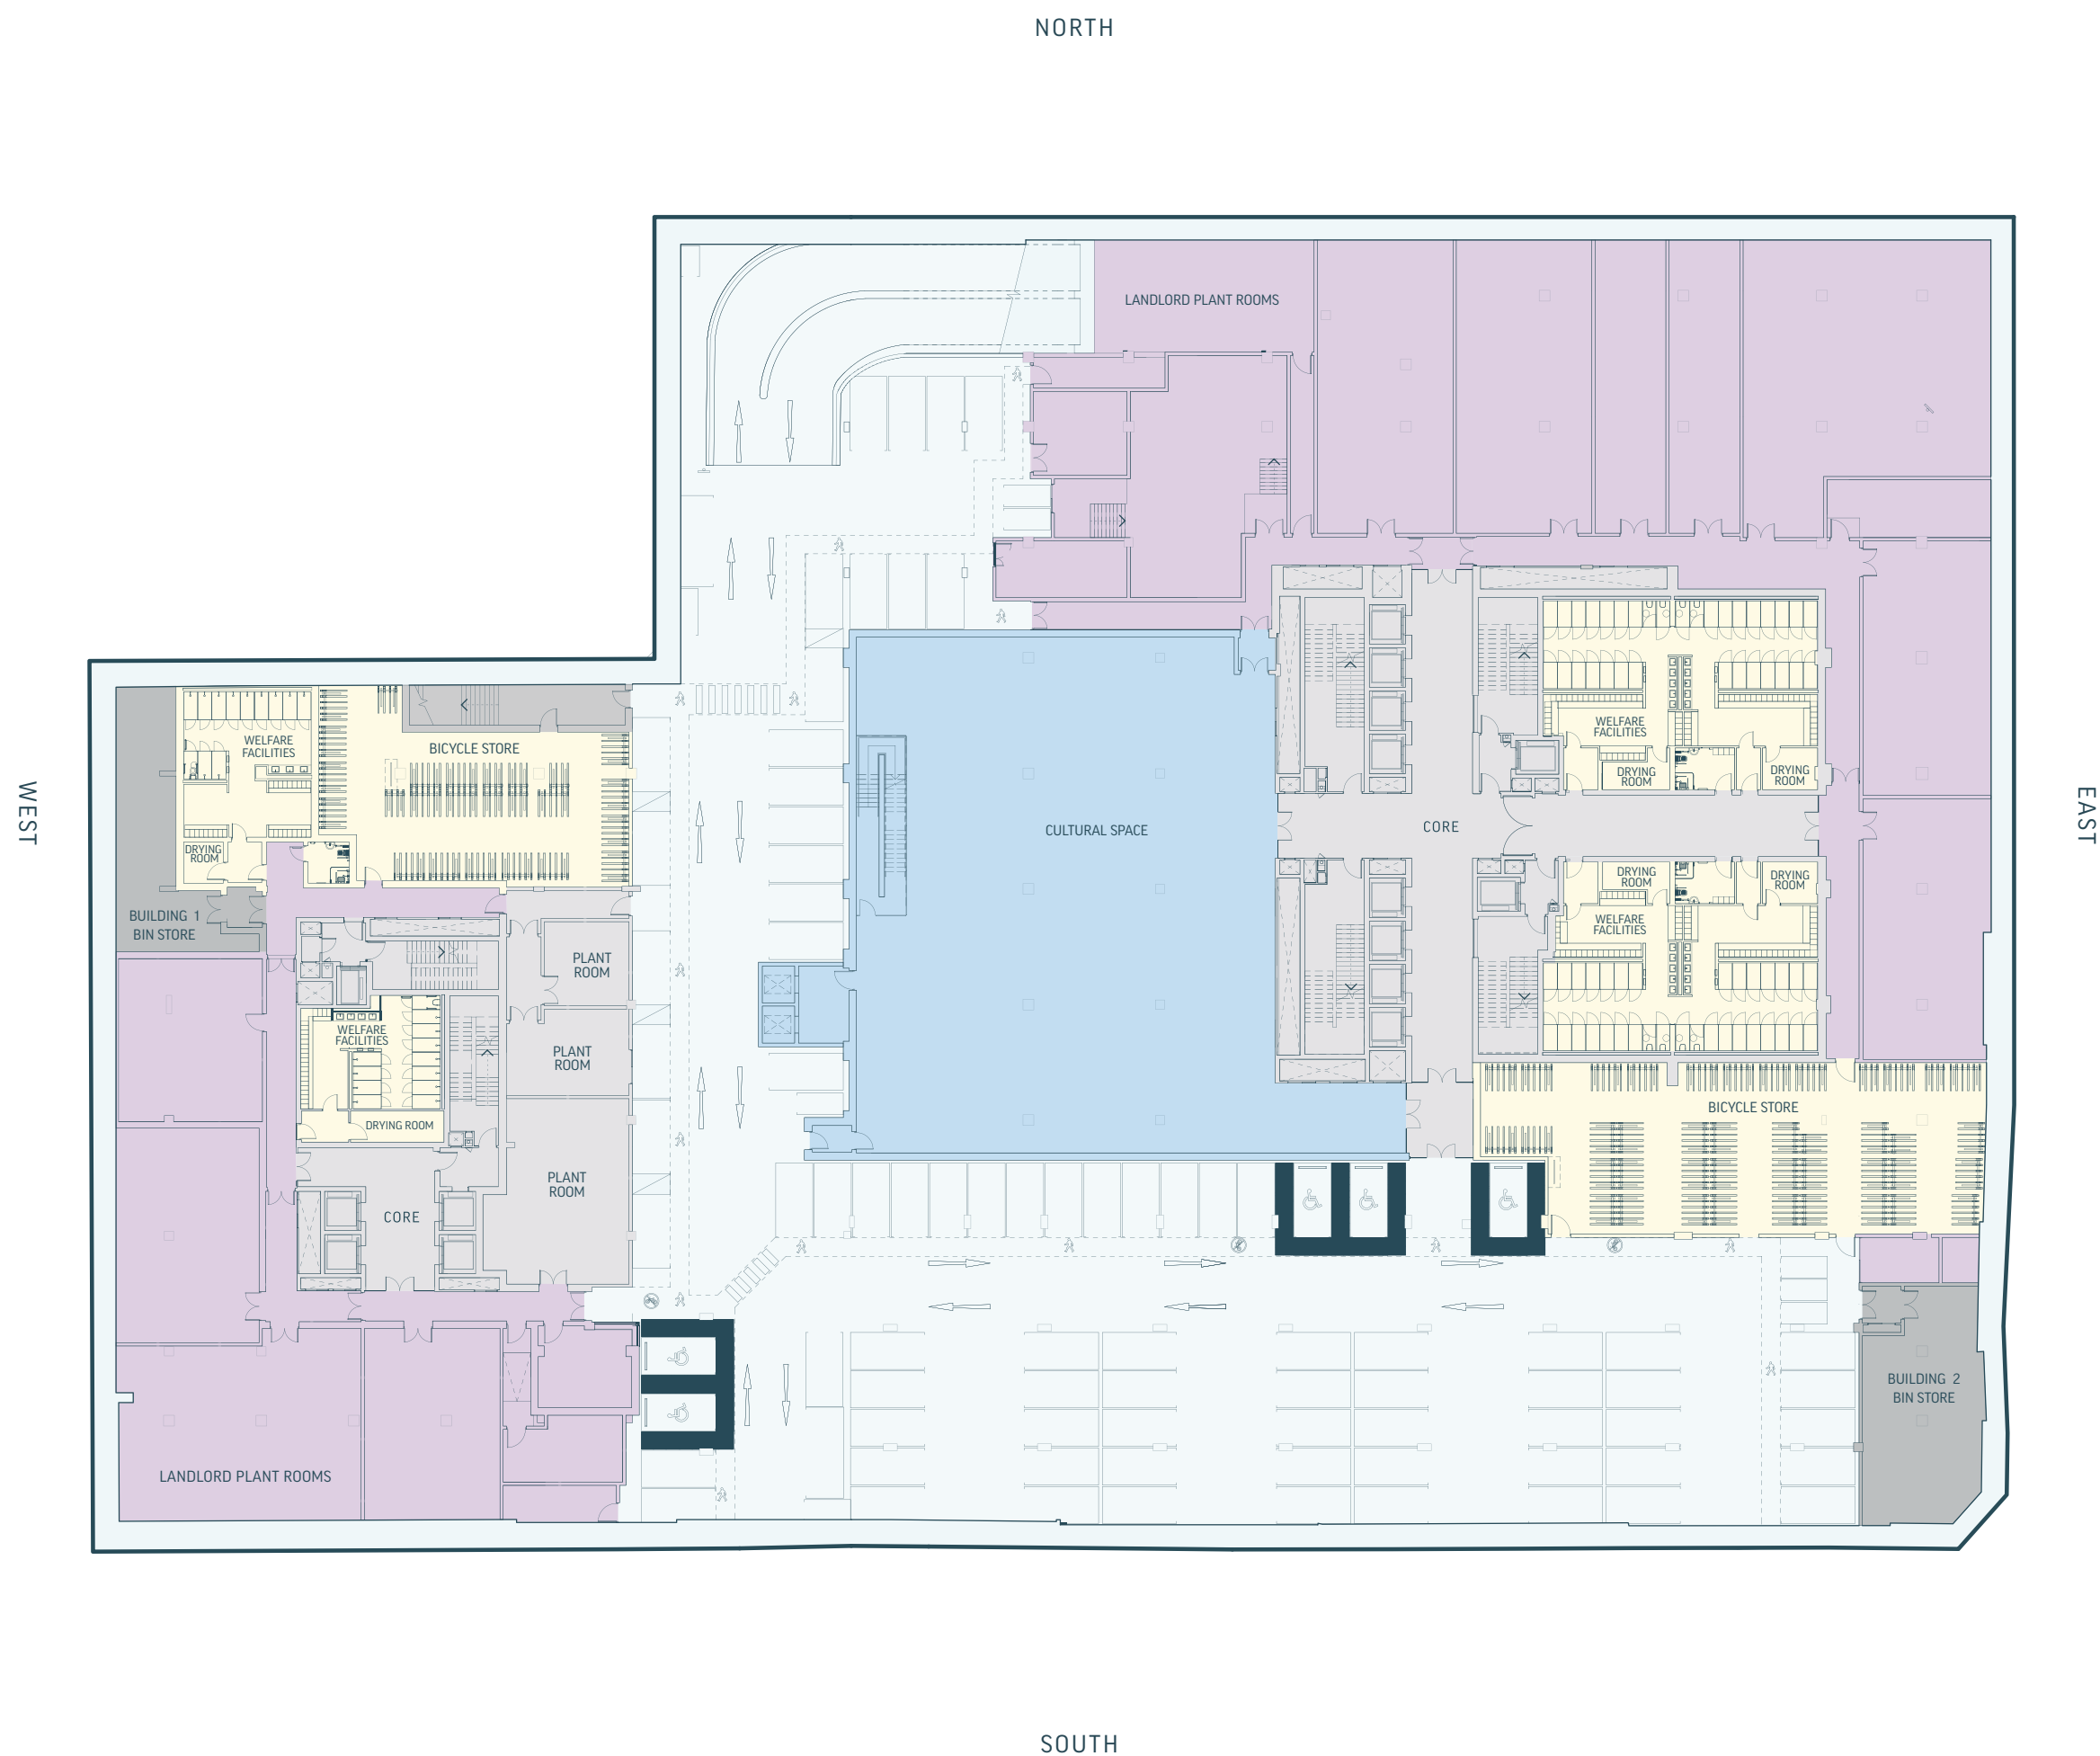 NORTH
LANDLORD PLANT ROOMS
WELFARE
FACILITIES
BICYCLE STORE
WELFARE
FACILITIES
DRYING
ROOM
DRYING
ROOM
WEST
EAST
CULTURAL SPACE
CORE
DRYING
ROOM
DRYING
ROOM
DRYING
ROOM
BUILDING 1
BIN STORE
WELFARE
FACILITIES
PLANT
ROOM
WELFARE
FACILITIES
PLANT
ROOM
BICYCLE STORE
DRYING ROOM
PLANT
ROOM
CORE
BUILDING 2
BIN STORE
LANDLORD PLANT ROOMS
SOUTH